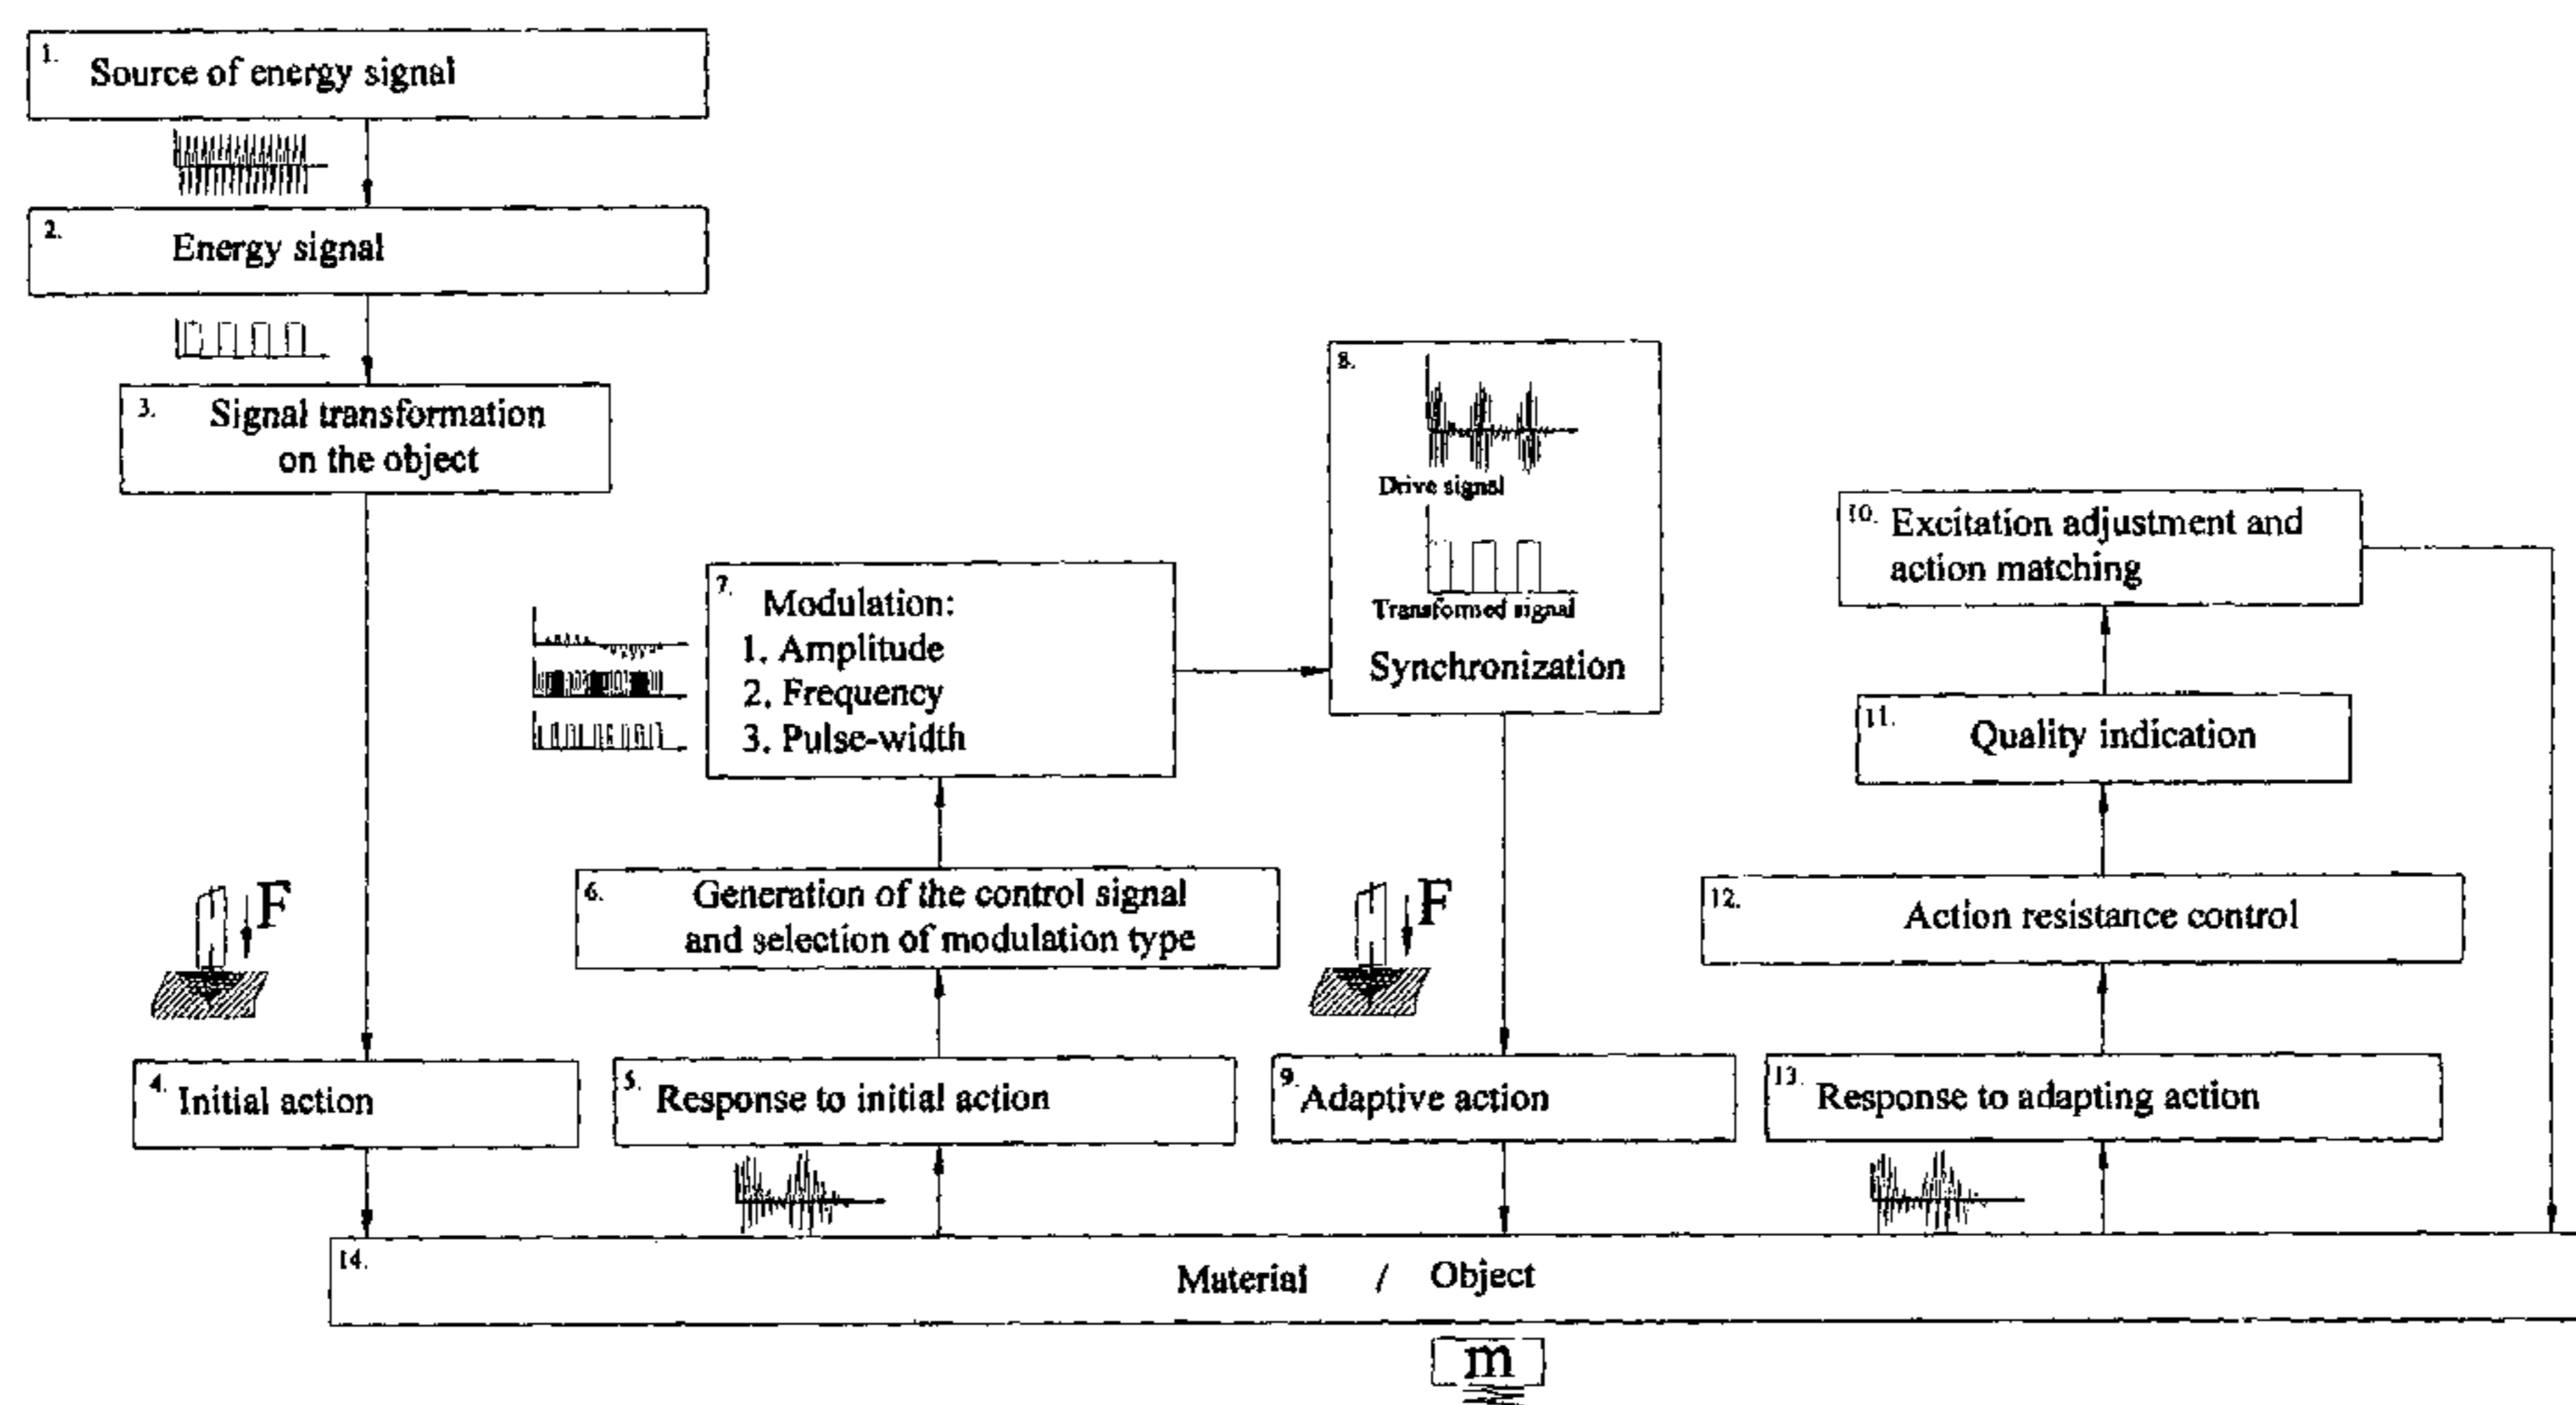 1. Source of energy signal
2. Energy signal
3. Signal transformation
on the object
F
4. Initial action
5. Response to initial action
6. Generation of the control signal
and selection of modulation type
7. Modulation:
1. Amplitude
2. Frequency
3. Pulse-width
8.
Drive signal
Transformed signal
Synchronization
F
9. Adaptive action
10. Excitation adjustment and
action matching
11. Quality indication
12. Action resistance control
13. Response to adapting action
14. Material / Object
m